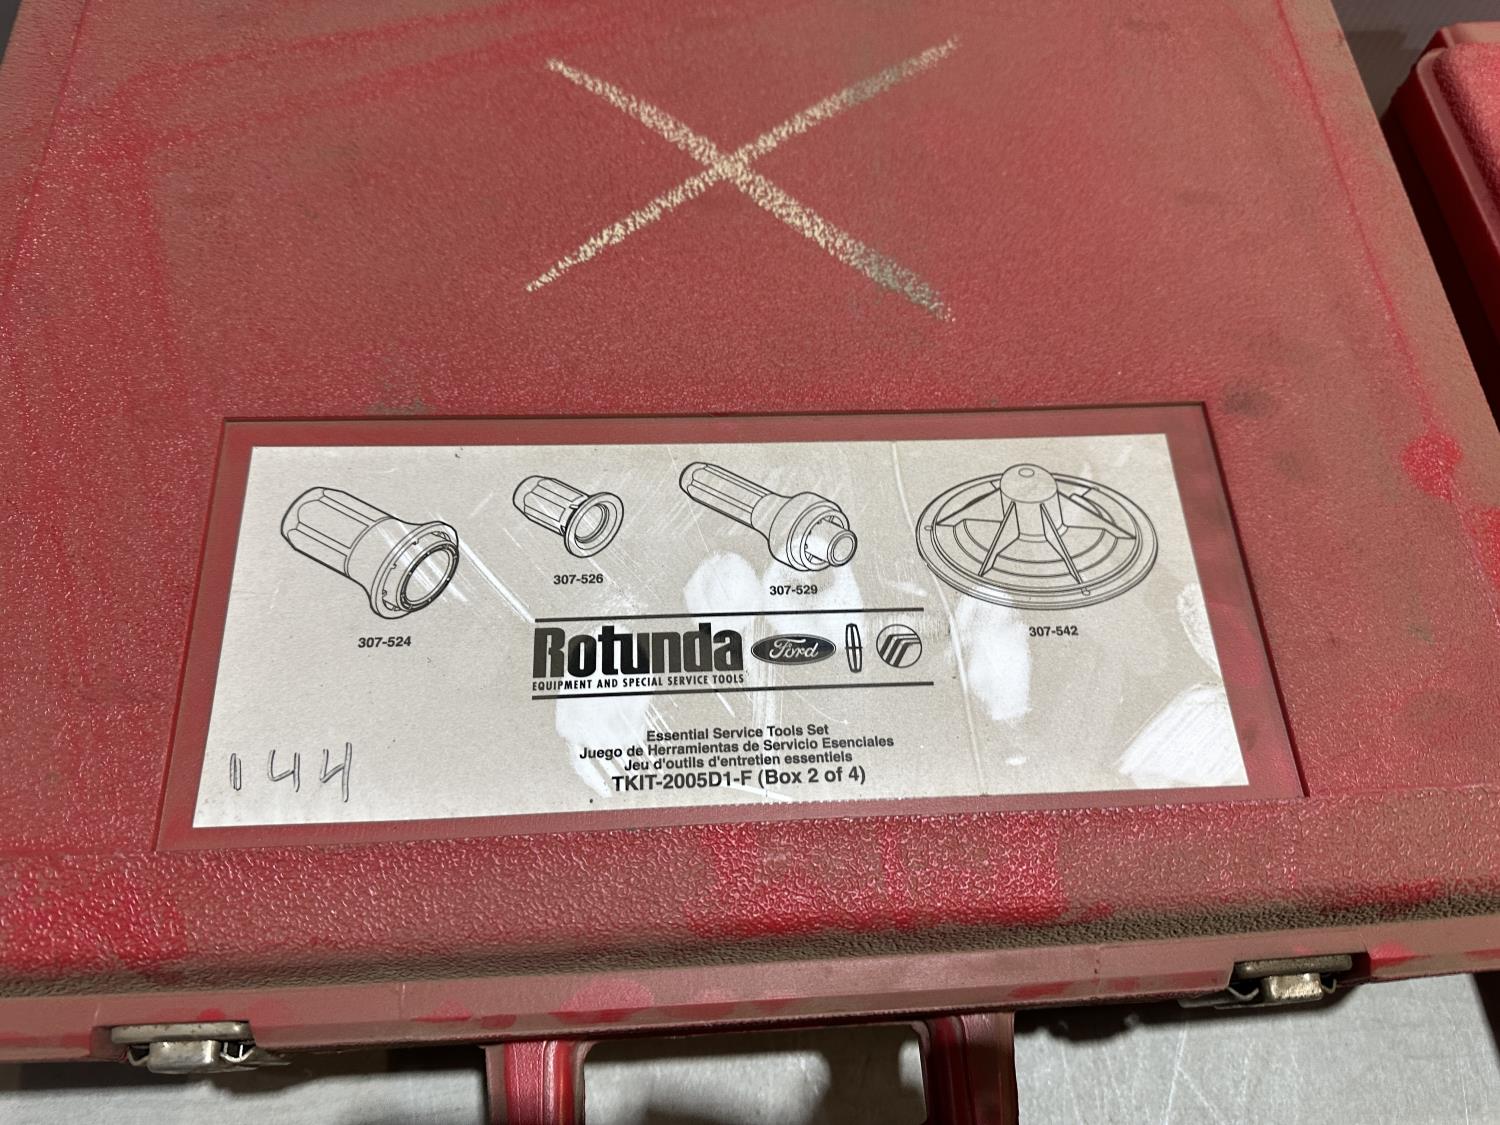 307-524
307-526
307-529
307-542
Rotunda
EQUIPMENT AND SPECIAL SERVICE TOOLS
Ford
Essential Service Tools Set
Juego de Herramientas de Servicio Esenciales
Jeu d'outils d'entretien essentiels
TKIT-2005D1-F (Box 2 of 4)
144